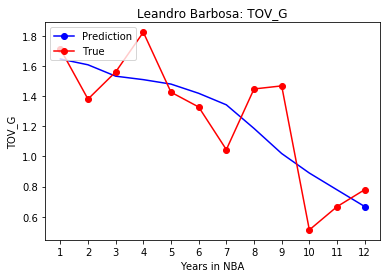 Leandro Barbosa: TOV_G
Prediction
True
1.8
1.6
1.4
1.2
1.0
0.8
0.6
TOV_G
1 2 3 4 5 6 7 8 9 10 11 12
Years in NBA